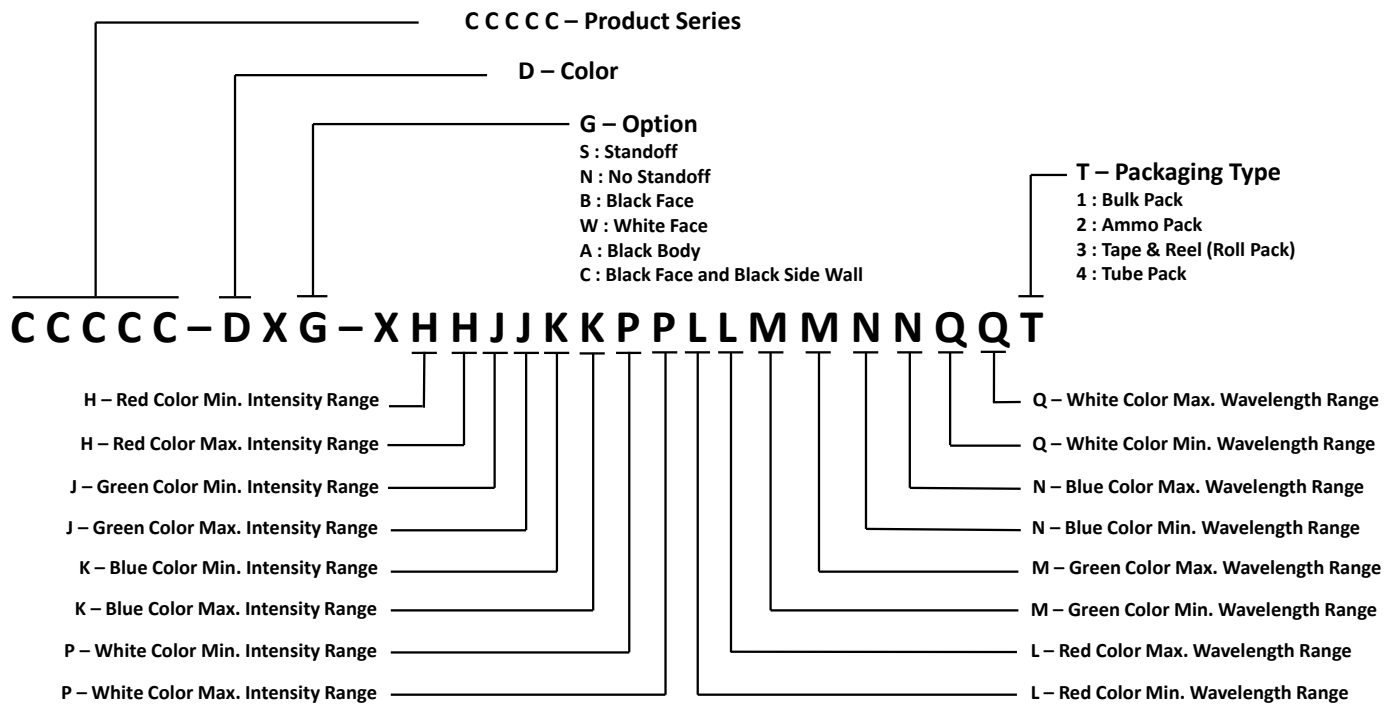 C C C C C – Product Series
D – Color
G – Option
S : Standoff
N : No Standoff
B : Black Face
W : White Face
A : Black Body
C : Black Face and Black Side Wall
T – Packaging Type
1 : Bulk Pack
2 : Ammo Pack
3 : Tape & Reel (Roll Pack)
4 : Tube Pack
C C C C C – D X G – X H H J J K K P P L L M M N N Q Q T
H – Red Color Min. Intensity Range
H – Red Color Max. Intensity Range
J – Green Color Min. Intensity Range
J – Green Color Max. Intensity Range
K – Blue Color Min. Intensity Range
K – Blue Color Max. Intensity Range
P – White Color Min. Intensity Range
P – White Color Max. Intensity Range
Q – White Color Max. Wavelength Range
Q – White Color Min. Wavelength Range
N – Blue Color Max. Wavelength Range
N – Blue Color Min. Wavelength Range
M – Green Color Max. Wavelength Range
M – Green Color Min. Wavelength Range
L – Red Color Max. Wavelength Range
L – Red Color Min. Wavelength Range